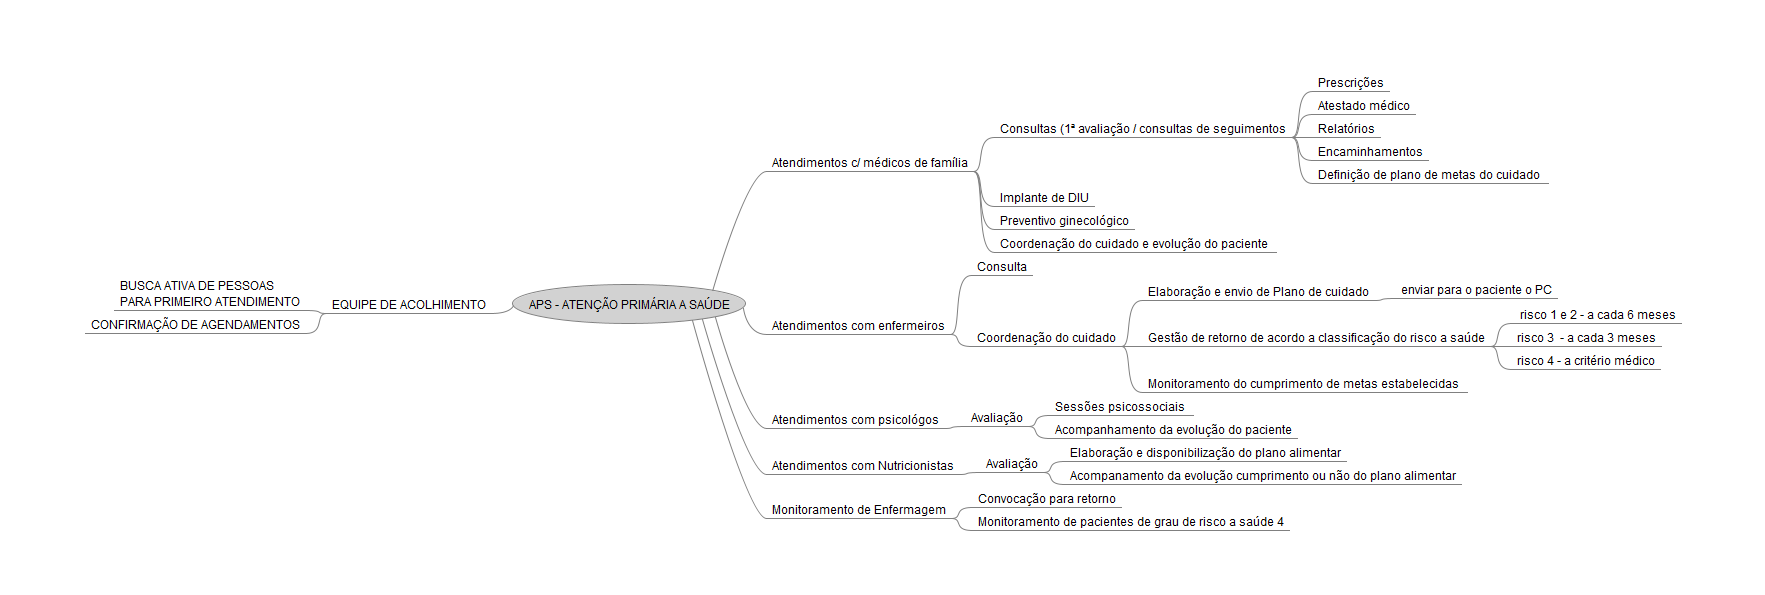 BUSCA ATIVA DE PESSOAS
PARA PRIMEIRO ATENDIMENTO
CONFIRMAÇÃO DE AGENDAMENTOS
EQUIPE DE ACOLHIMENTO
APS - ATENÇÃO PRIMÁRIA A SAÚDE
Atendimentos c/ médicos de família
Consultas (1ª avaliação / consultas de seguimentos
Prescrições
Atestado médico
Relatórios
Encaminhamentos
Definição de plano de metas do cuidado
Implante de DIU
Preventivo ginecológico
Coordenação do cuidado e evolução do paciente
Atendimentos com enfermeiros
Consulta
Coordenação do cuidado
Elaboração e envio de Plano de cuidado
enviar para o paciente o PC
Gestão de retorno de acordo a classificação do risco a saúde
risco 1 e 2 - a cada 6 meses
risco 3 - a cada 3 meses
risco 4 - a critério médico
Monitoramento do cumprimento de metas estabelecidas
Atendimentos com psicológos
Avaliação
Sessões psicossociais
Acompanhamento da evolução do paciente
Atendimentos com Nutricionistas
Avaliação
Elaboração e disponibilização do plano alimentar
Acompanamento da evolução cumprimento ou não do plano alimentar
Monitoramento de Enfermagem
Convocação para retorno
Monitoramento de pacientes de grau de risco a saúde 4